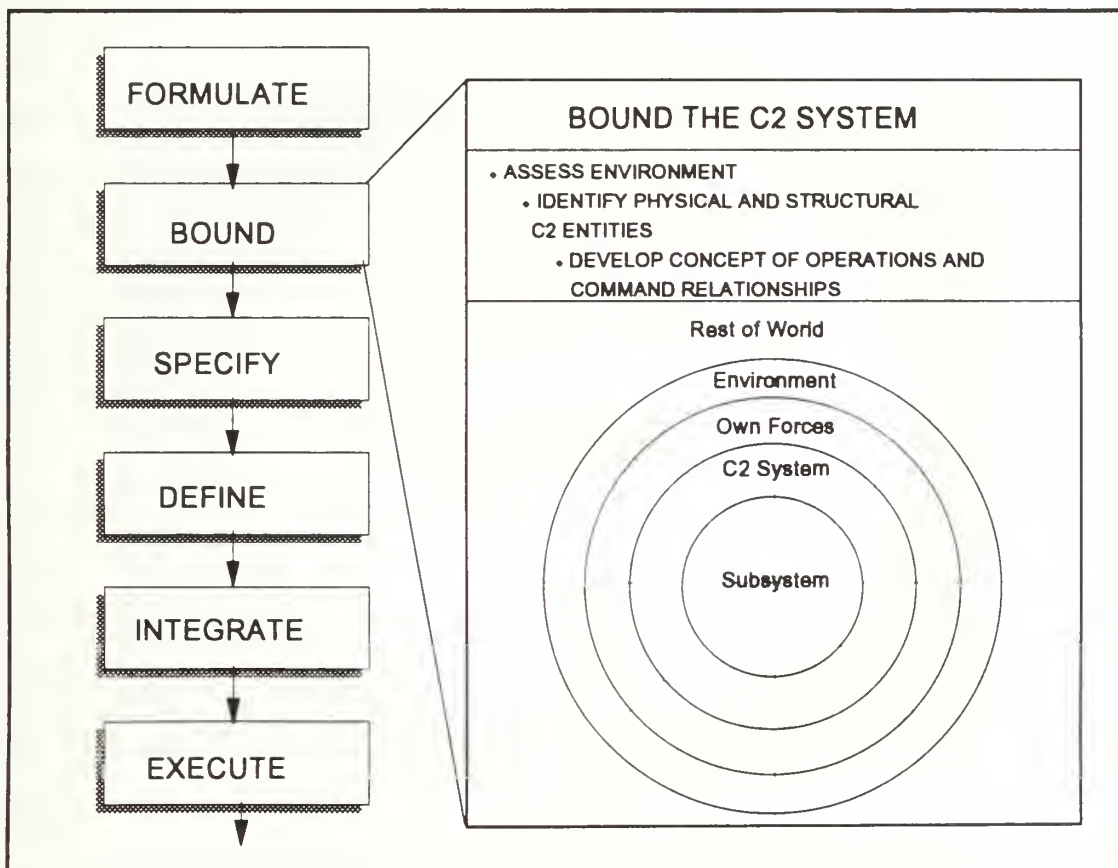 FORMULATE
BOUND
SPECIFY
DEFINE
INTEGRATE
EXECUTE
BOUND THE C2 SYSTEM
• ASSESS ENVIRONMENT
• IDENTIFY PHYSICAL AND STRUCTURAL
C2 ENTITIES
• DEVELOP CONCEPT OF OPERATIONS AND
COMMAND RELATIONSHIPS
Rest of World
Environment
Own Forces
C2 System
Subsystem